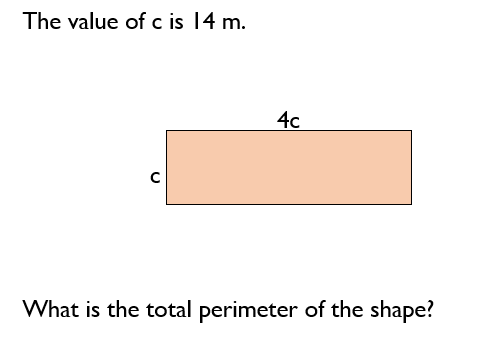 The value of c is 14 m.
4c
c
What is the total perimeter of the shape?